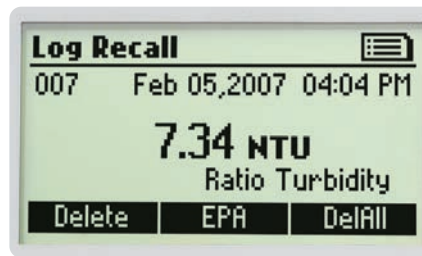 Log Recall
007 Feb 05,2007 04:04 PM
7.34 NTU
Ratio Turbidity
Delete EPA DelAll